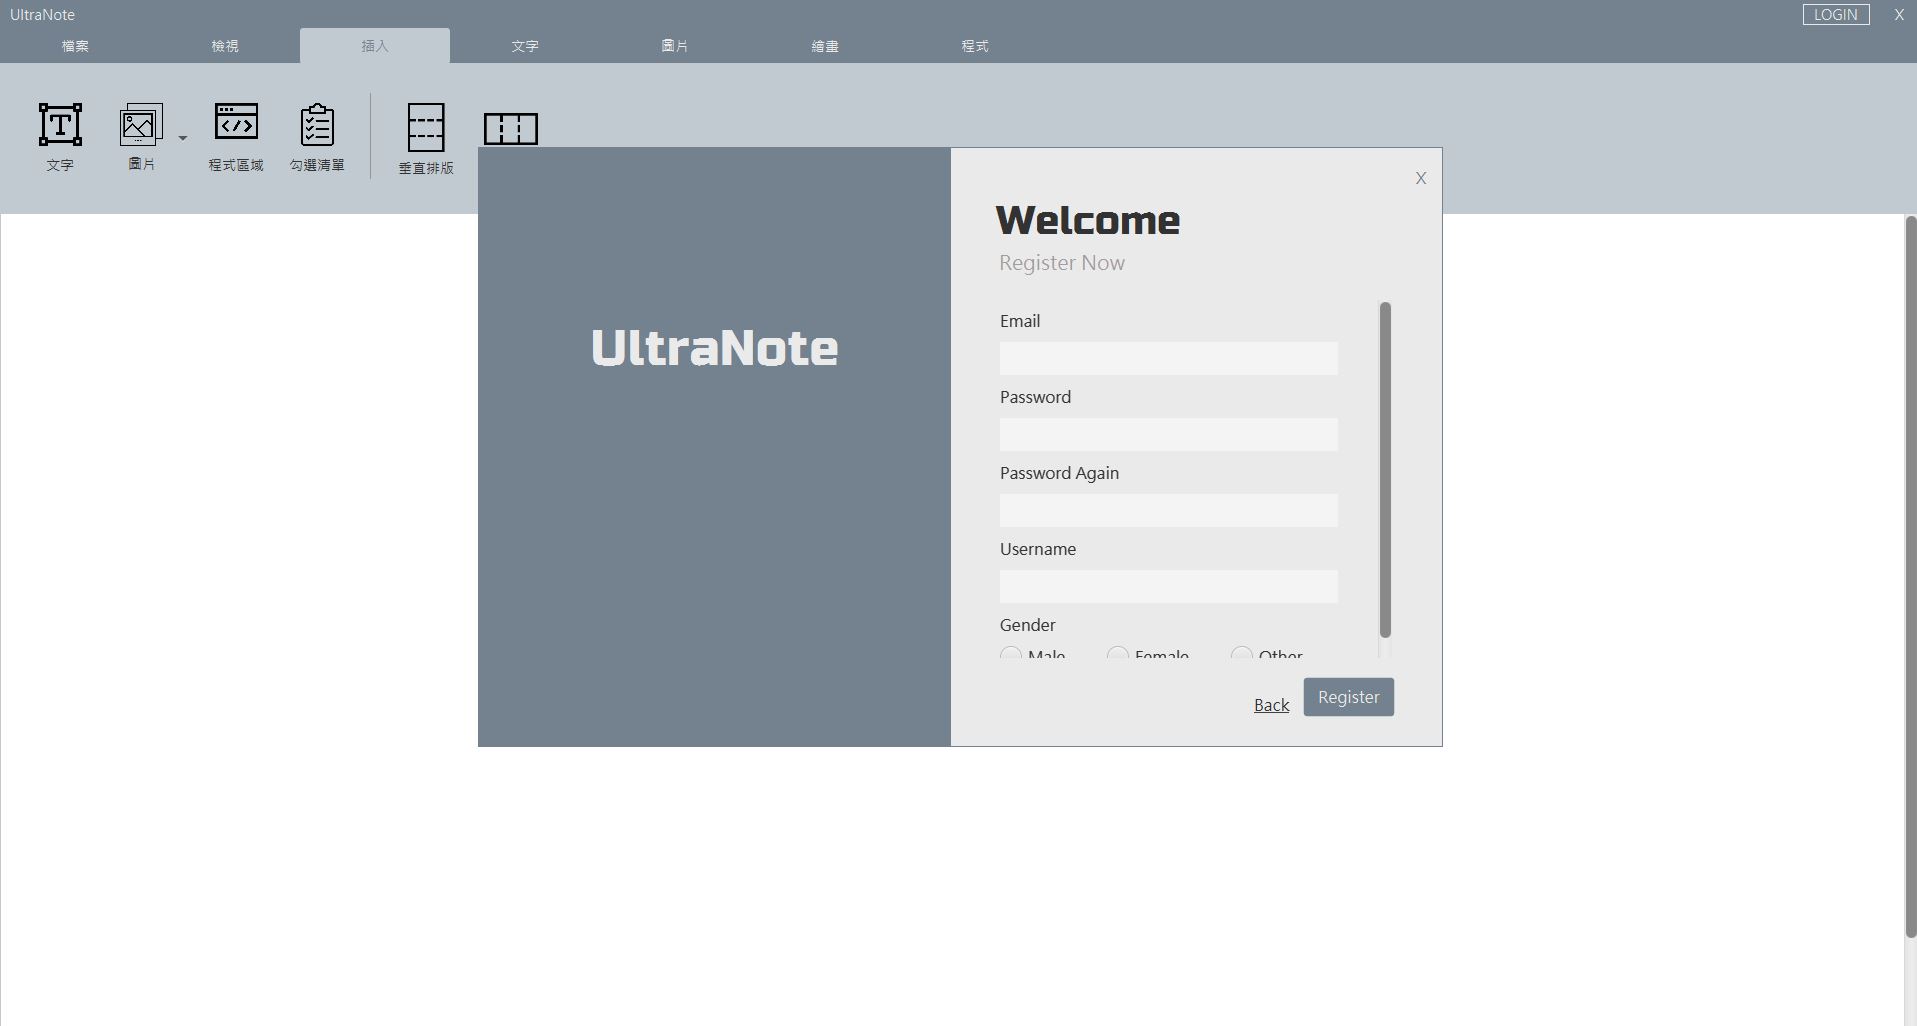 UltraNote
LOGIN X
檔案 檢視 插入 文字 圖片 繪畫 程式
文字 圖片 程式區域 勾選清單 垂直排版
X
Welcome
Register Now
UltraNote
Email
Password
Password Again
Username
Gender
Male Female Other
Back Register